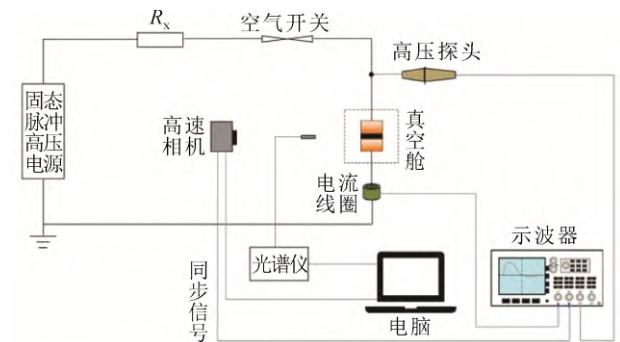 Rx
空气开关
高压探头
固态
脉冲
高压
电源
高速
相机
真空舱
电流
线圈
示波器
光谱仪
同步信号
电脑